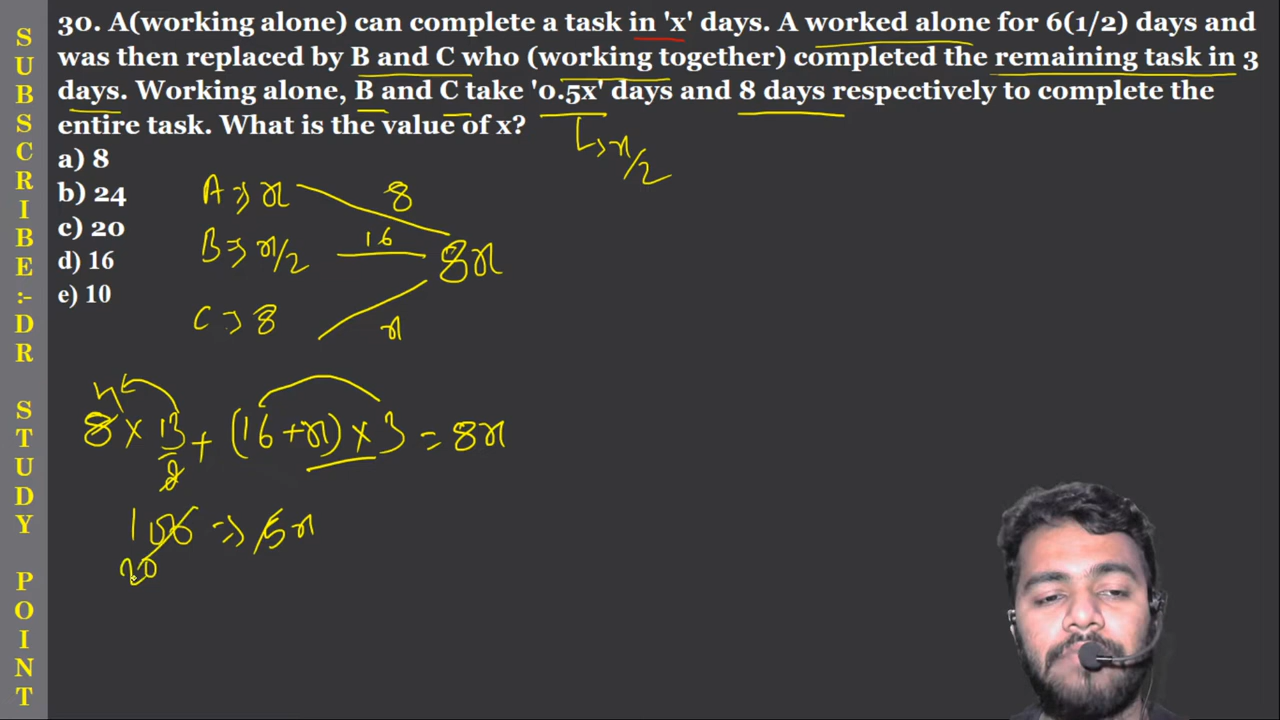 SUBSCRIBE:-DR STUDY POINT
30. A(working alone) can complete a task in 'x' days. A worked alone for 6(1/2) days and
was then replaced by B and C who (working together) completed the remaining task in 3
days. Working alone, B and C take '0.5x' days and 8 days respectively to complete the
entire task. What is the value of x?
a) 8
b) 24
c) 20
d) 16
e) 10
↳ x/2
A => x 8
B => x/2 16 8x
C => 8 x
4
8 × 13/2 + (16 + x) × 3 = 8x
=> 5x
20